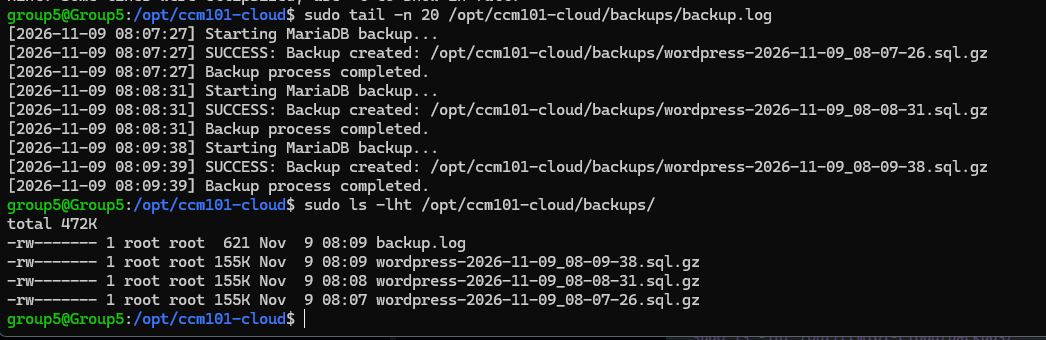 group5@Group5:/opt/ccm101-cloud$ sudo tail -n 20 /opt/ccm101-cloud/backups/backup.log
[2026-11-09 08:07:27] Starting MariaDB backup...
[2026-11-09 08:07:27] SUCCESS: Backup created: /opt/ccm101-cloud/backups/wordpress-2026-11-09_08-07-26.sql.gz
[2026-11-09 08:07:27] Backup process completed.
[2026-11-09 08:08:31] Starting MariaDB backup...
[2026-11-09 08:08:31] SUCCESS: Backup created: /opt/ccm101-cloud/backups/wordpress-2026-11-09_08-08-31.sql.gz
[2026-11-09 08:08:31] Backup process completed.
[2026-11-09 08:09:38] Starting MariaDB backup...
[2026-11-09 08:09:39] SUCCESS: Backup created: /opt/ccm101-cloud/backups/wordpress-2026-11-09_08-09-38.sql.gz
[2026-11-09 08:09:39] Backup process completed.
group5@Group5:/opt/ccm101-cloud$ sudo ls -lht /opt/ccm101-cloud/backups/
total 472K
-rw------- 1 root root  621 Nov  9 08:09 backup.log
-rw------- 1 root root 155K Nov  9 08:09 wordpress-2026-11-09_08-09-38.sql.gz
-rw------- 1 root root 155K Nov  9 08:08 wordpress-2026-11-09_08-08-31.sql.gz
-rw------- 1 root root 155K Nov  9 08:07 wordpress-2026-11-09_08-07-26.sql.gz
group5@Group5:/opt/ccm101-cloud$